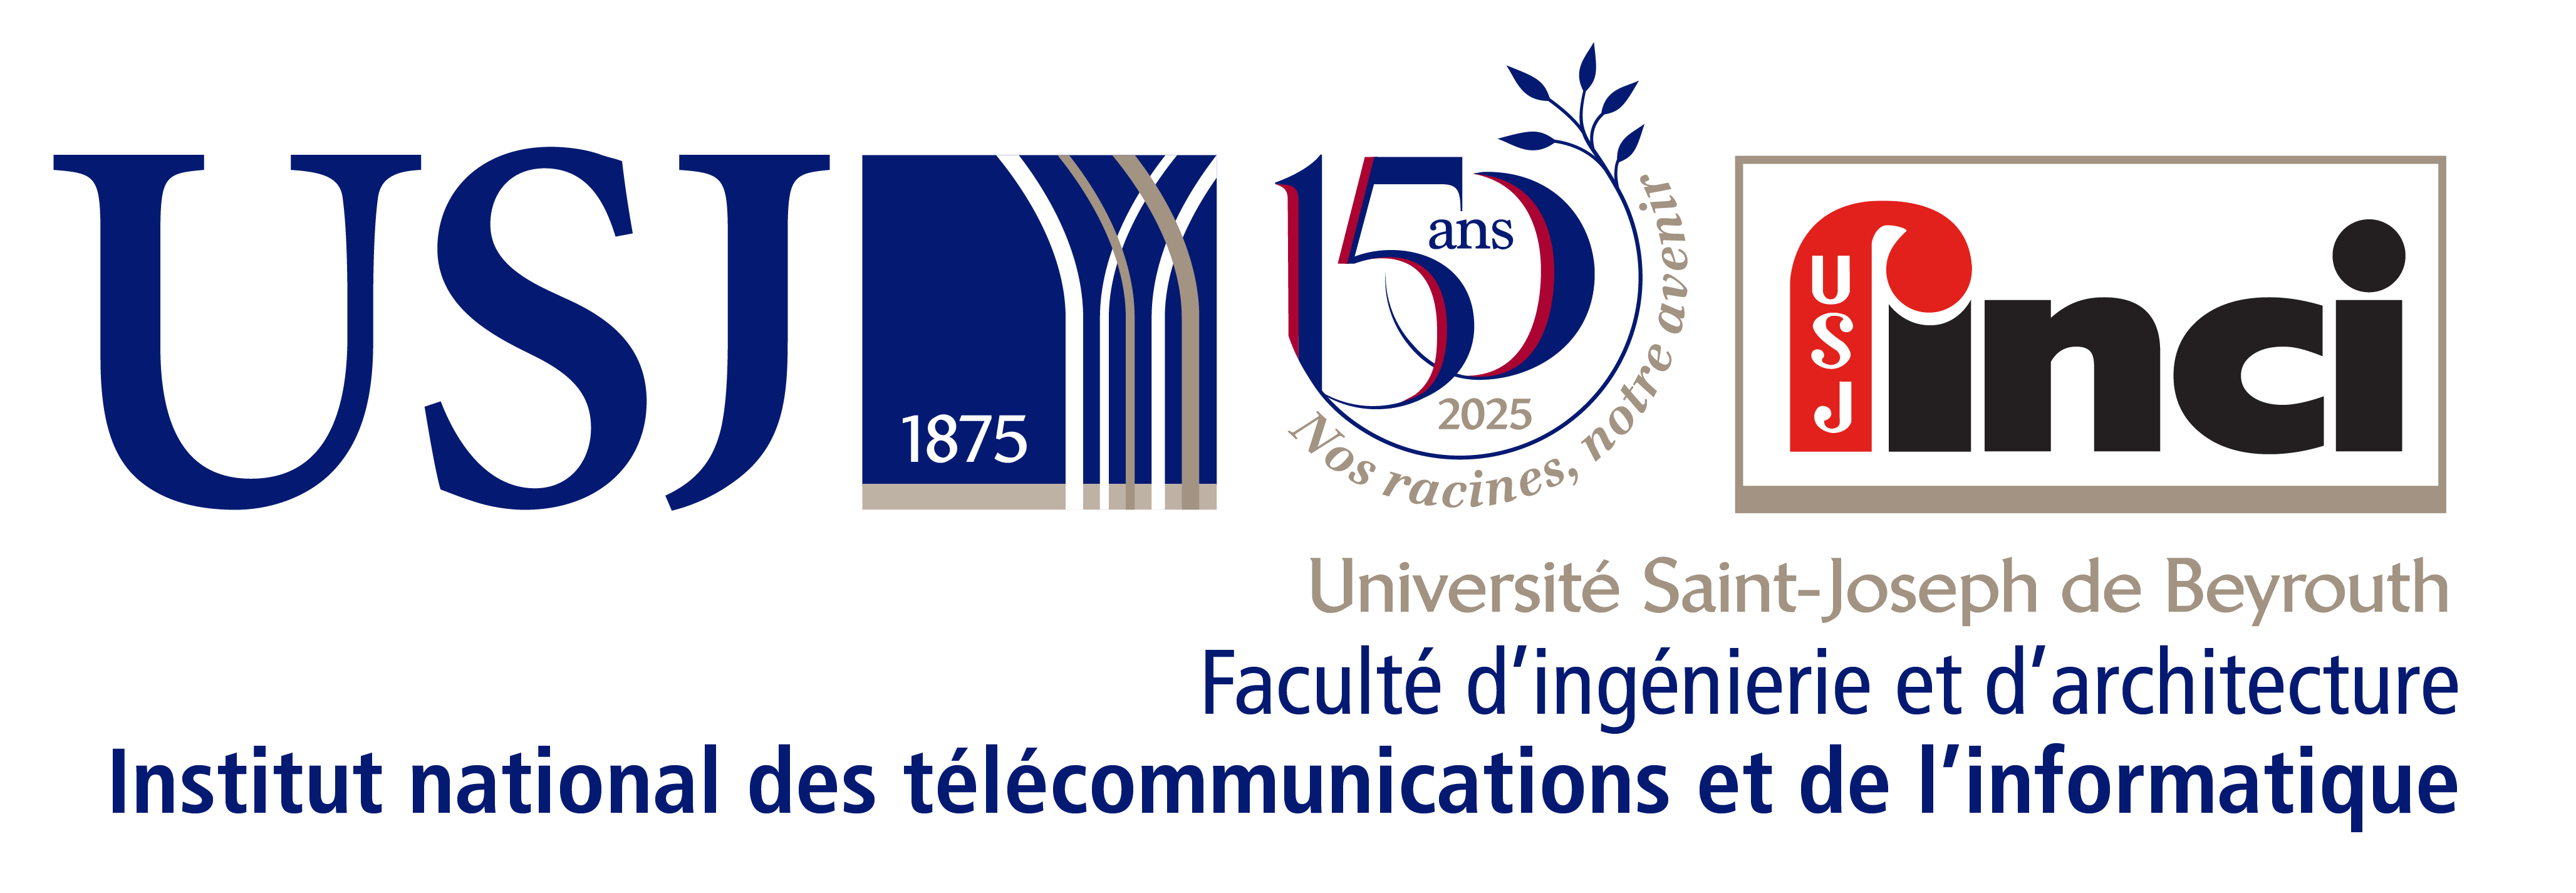 USJ
1875
150 ans
2025
Nos racines, notre avenir
USJ
inci
Université Saint-Joseph de Beyrouth
Faculté d'ingénierie et d'architecture
Institut national des télécommunications et de l'informatique